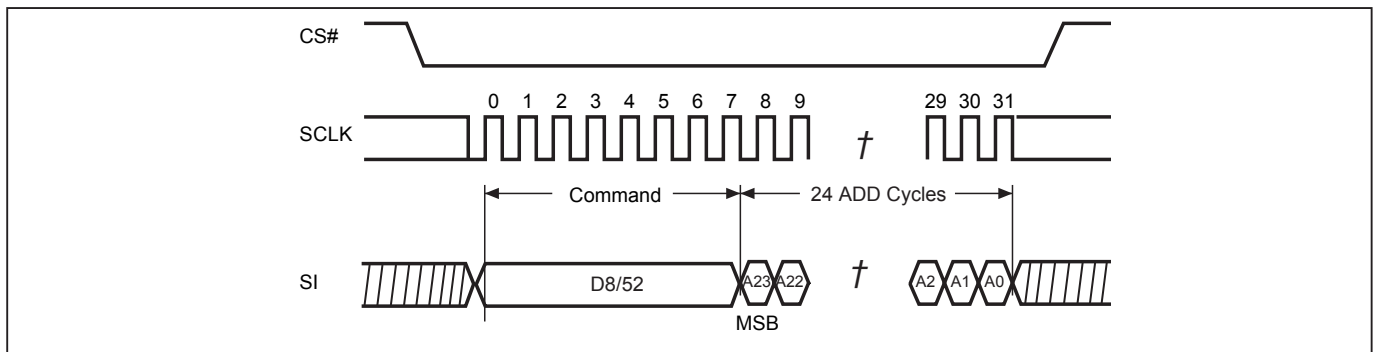 CS#
0 1 2 3 4 5 6 7 8 9 29 30 31
SCLK †
Command 24 ADD Cycles
SI D8/52 A23 A22 † A2 A1 A0
MSB